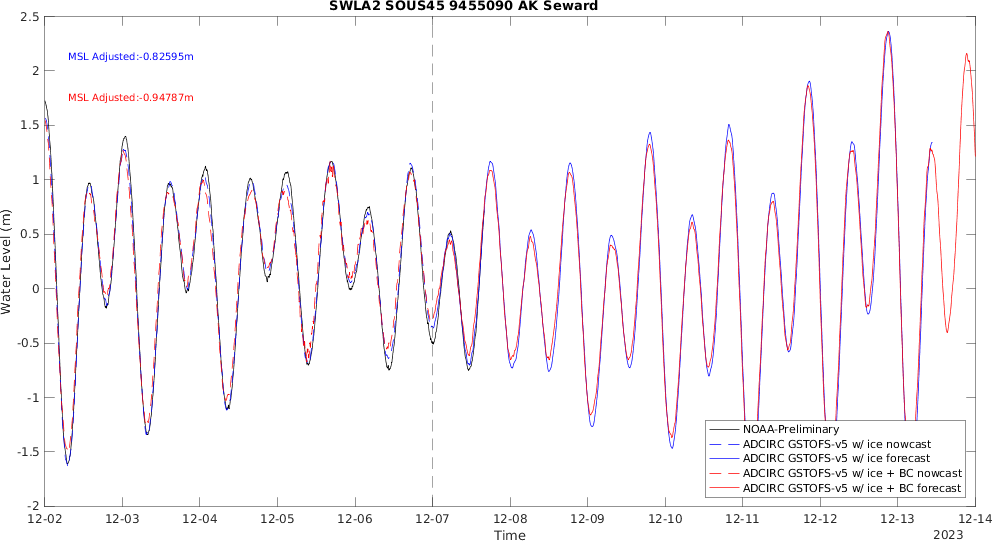 SWLA2 SOUS45 9455090 AK Seward
MSL Adjusted:-0.82595m
MSL Adjusted:-0.94787m
Water Level (m)
2.5
2
1.5
1
0.5
0
-0.5
-1
-1.5
-2
NOAA-Preliminary
ADCIRC GSTOFS-v5 w/ ice nowcast
ADCIRC GSTOFS-v5 w/ ice forecast
ADCIRC GSTOFS-v5 w/ ice + BC nowcast
ADCIRC GSTOFS-v5 w/ ice + BC forecast
12-02 12-03 12-04 12-05 12-06 12-07 12-08 12-09 12-10 12-11 12-12 12-13 12-14
Time
2023